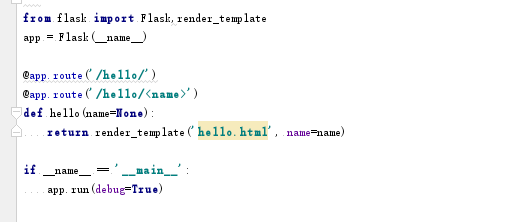 from flask import Flask,render_template
app = Flask(__name__)
@app.route('/hello/')
@app.route('/hello/<name>')
def hello(name=None):
    return render_template('hello.html', name=name)
if __name__ == '__main__':
    app.run(debug=True)